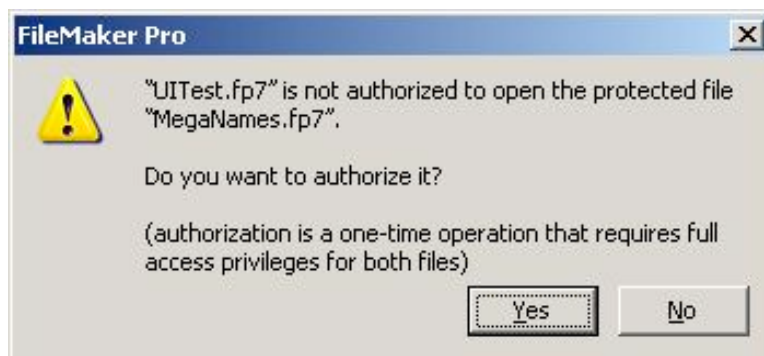 FileMaker Pro
"UITest.fp7" is not authorized to open the protected file
"MegaNames.fp7".
Do you want to authorize it?
(authorization is a one-time operation that requires full
access privileges for both files)
Yes No